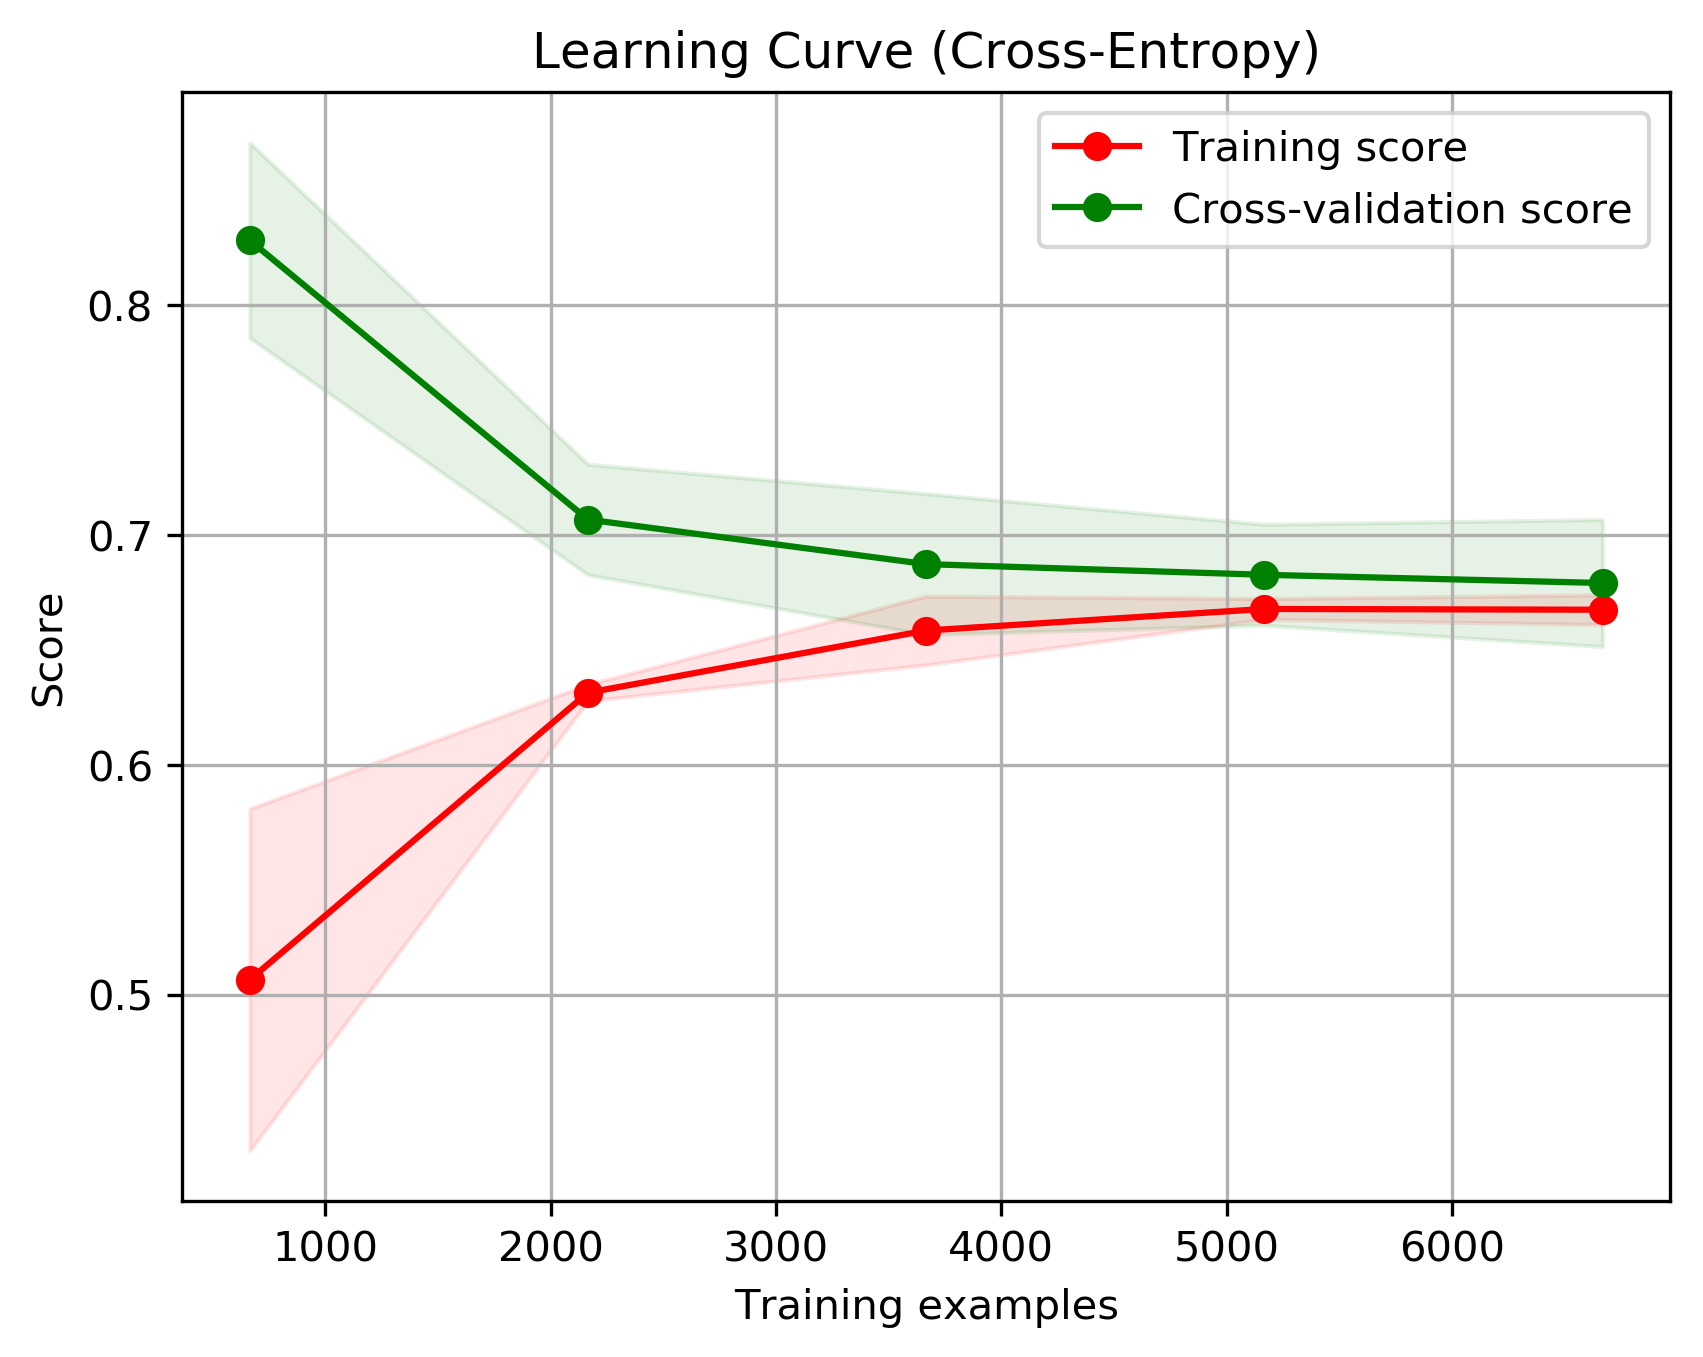 Learning Curve (Cross-Entropy)
Training score
Cross-validation score
0.8
0.7
0.6
0.5
Score
1000 2000 3000 4000 5000 6000
Training examples